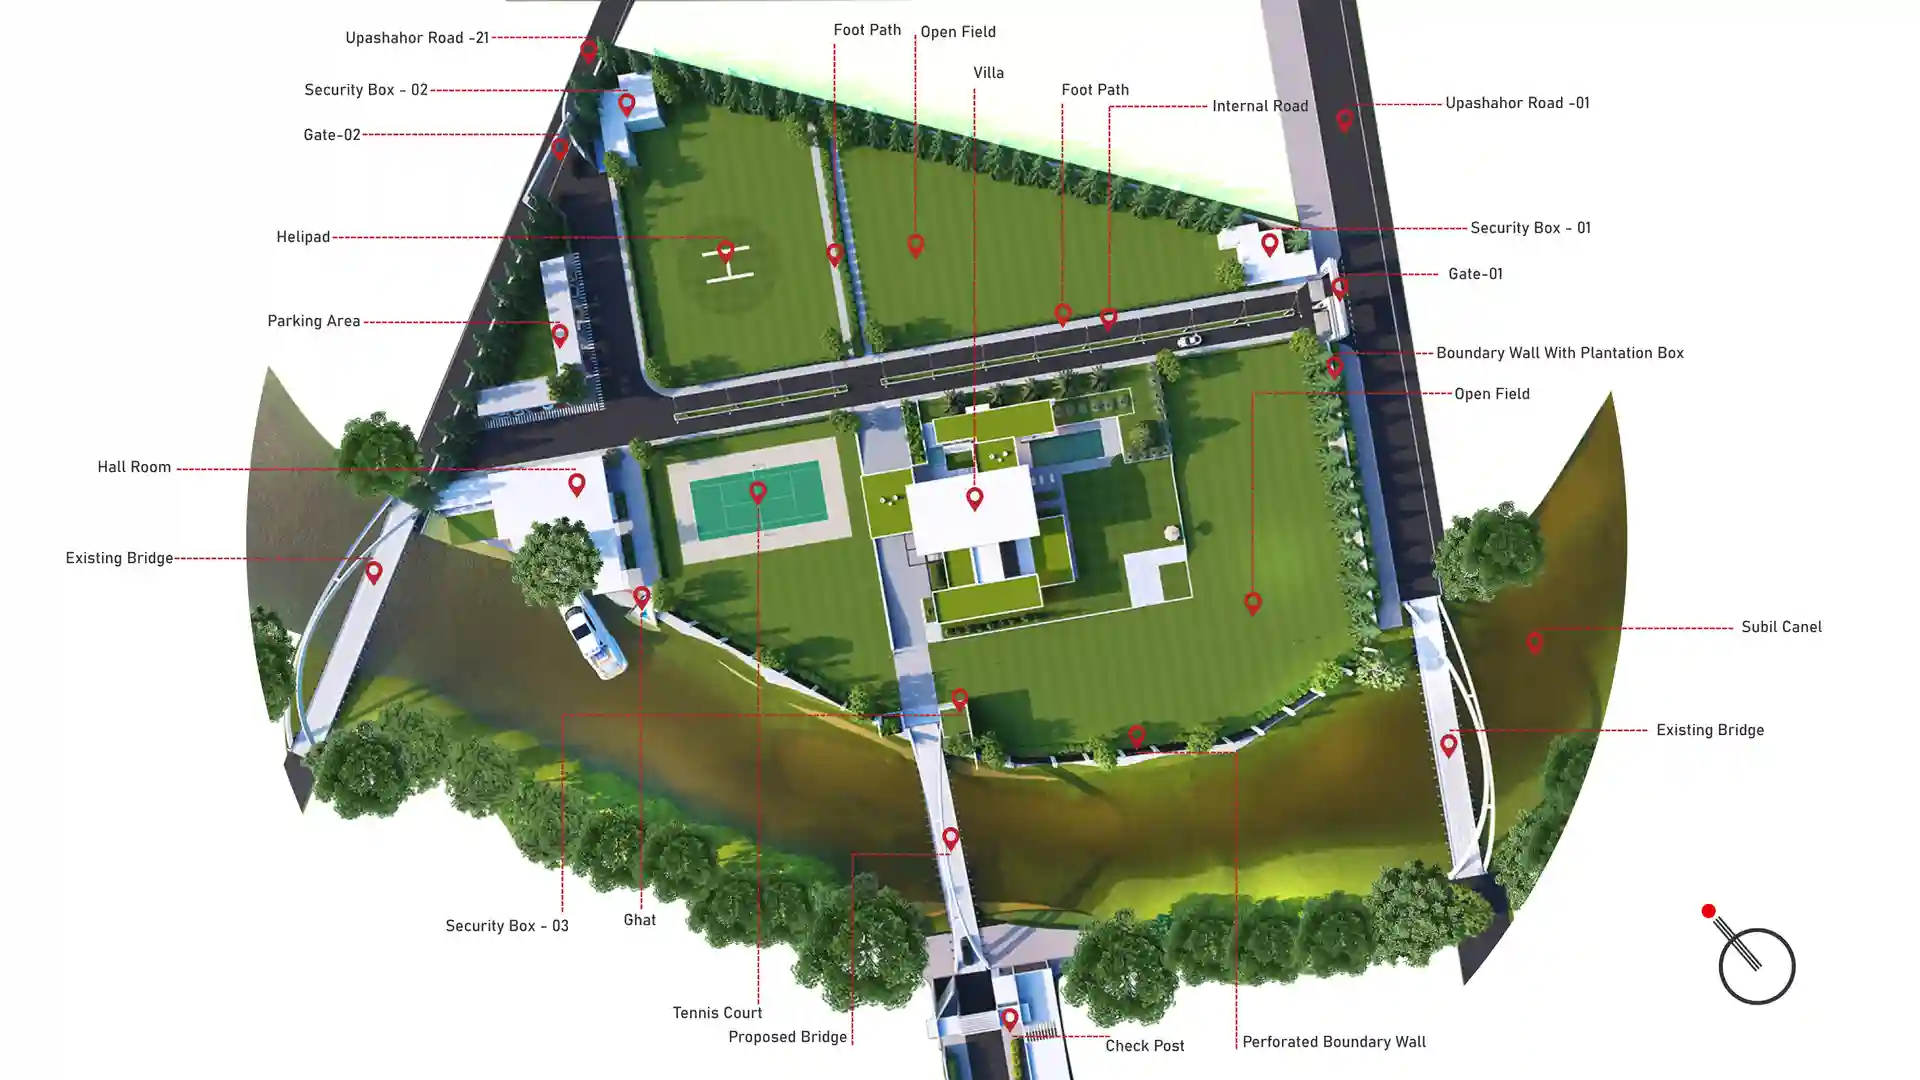 Foot Path
Open Field
Upashahor Road -21
Villa
Security Box - 02
Foot Path
Internal Road
Upashahor Road -01
Gate-02
Security Box - 01
Helipad
Gate-01
Parking Area
Boundary Wall With Plantation Box
Open Field
Hall Room
Existing Bridge
Subil Canel
Existing Bridge
Ghat
Security Box - 03
Tennis Court
Proposed Bridge
Check Post
Perforated Boundary Wall